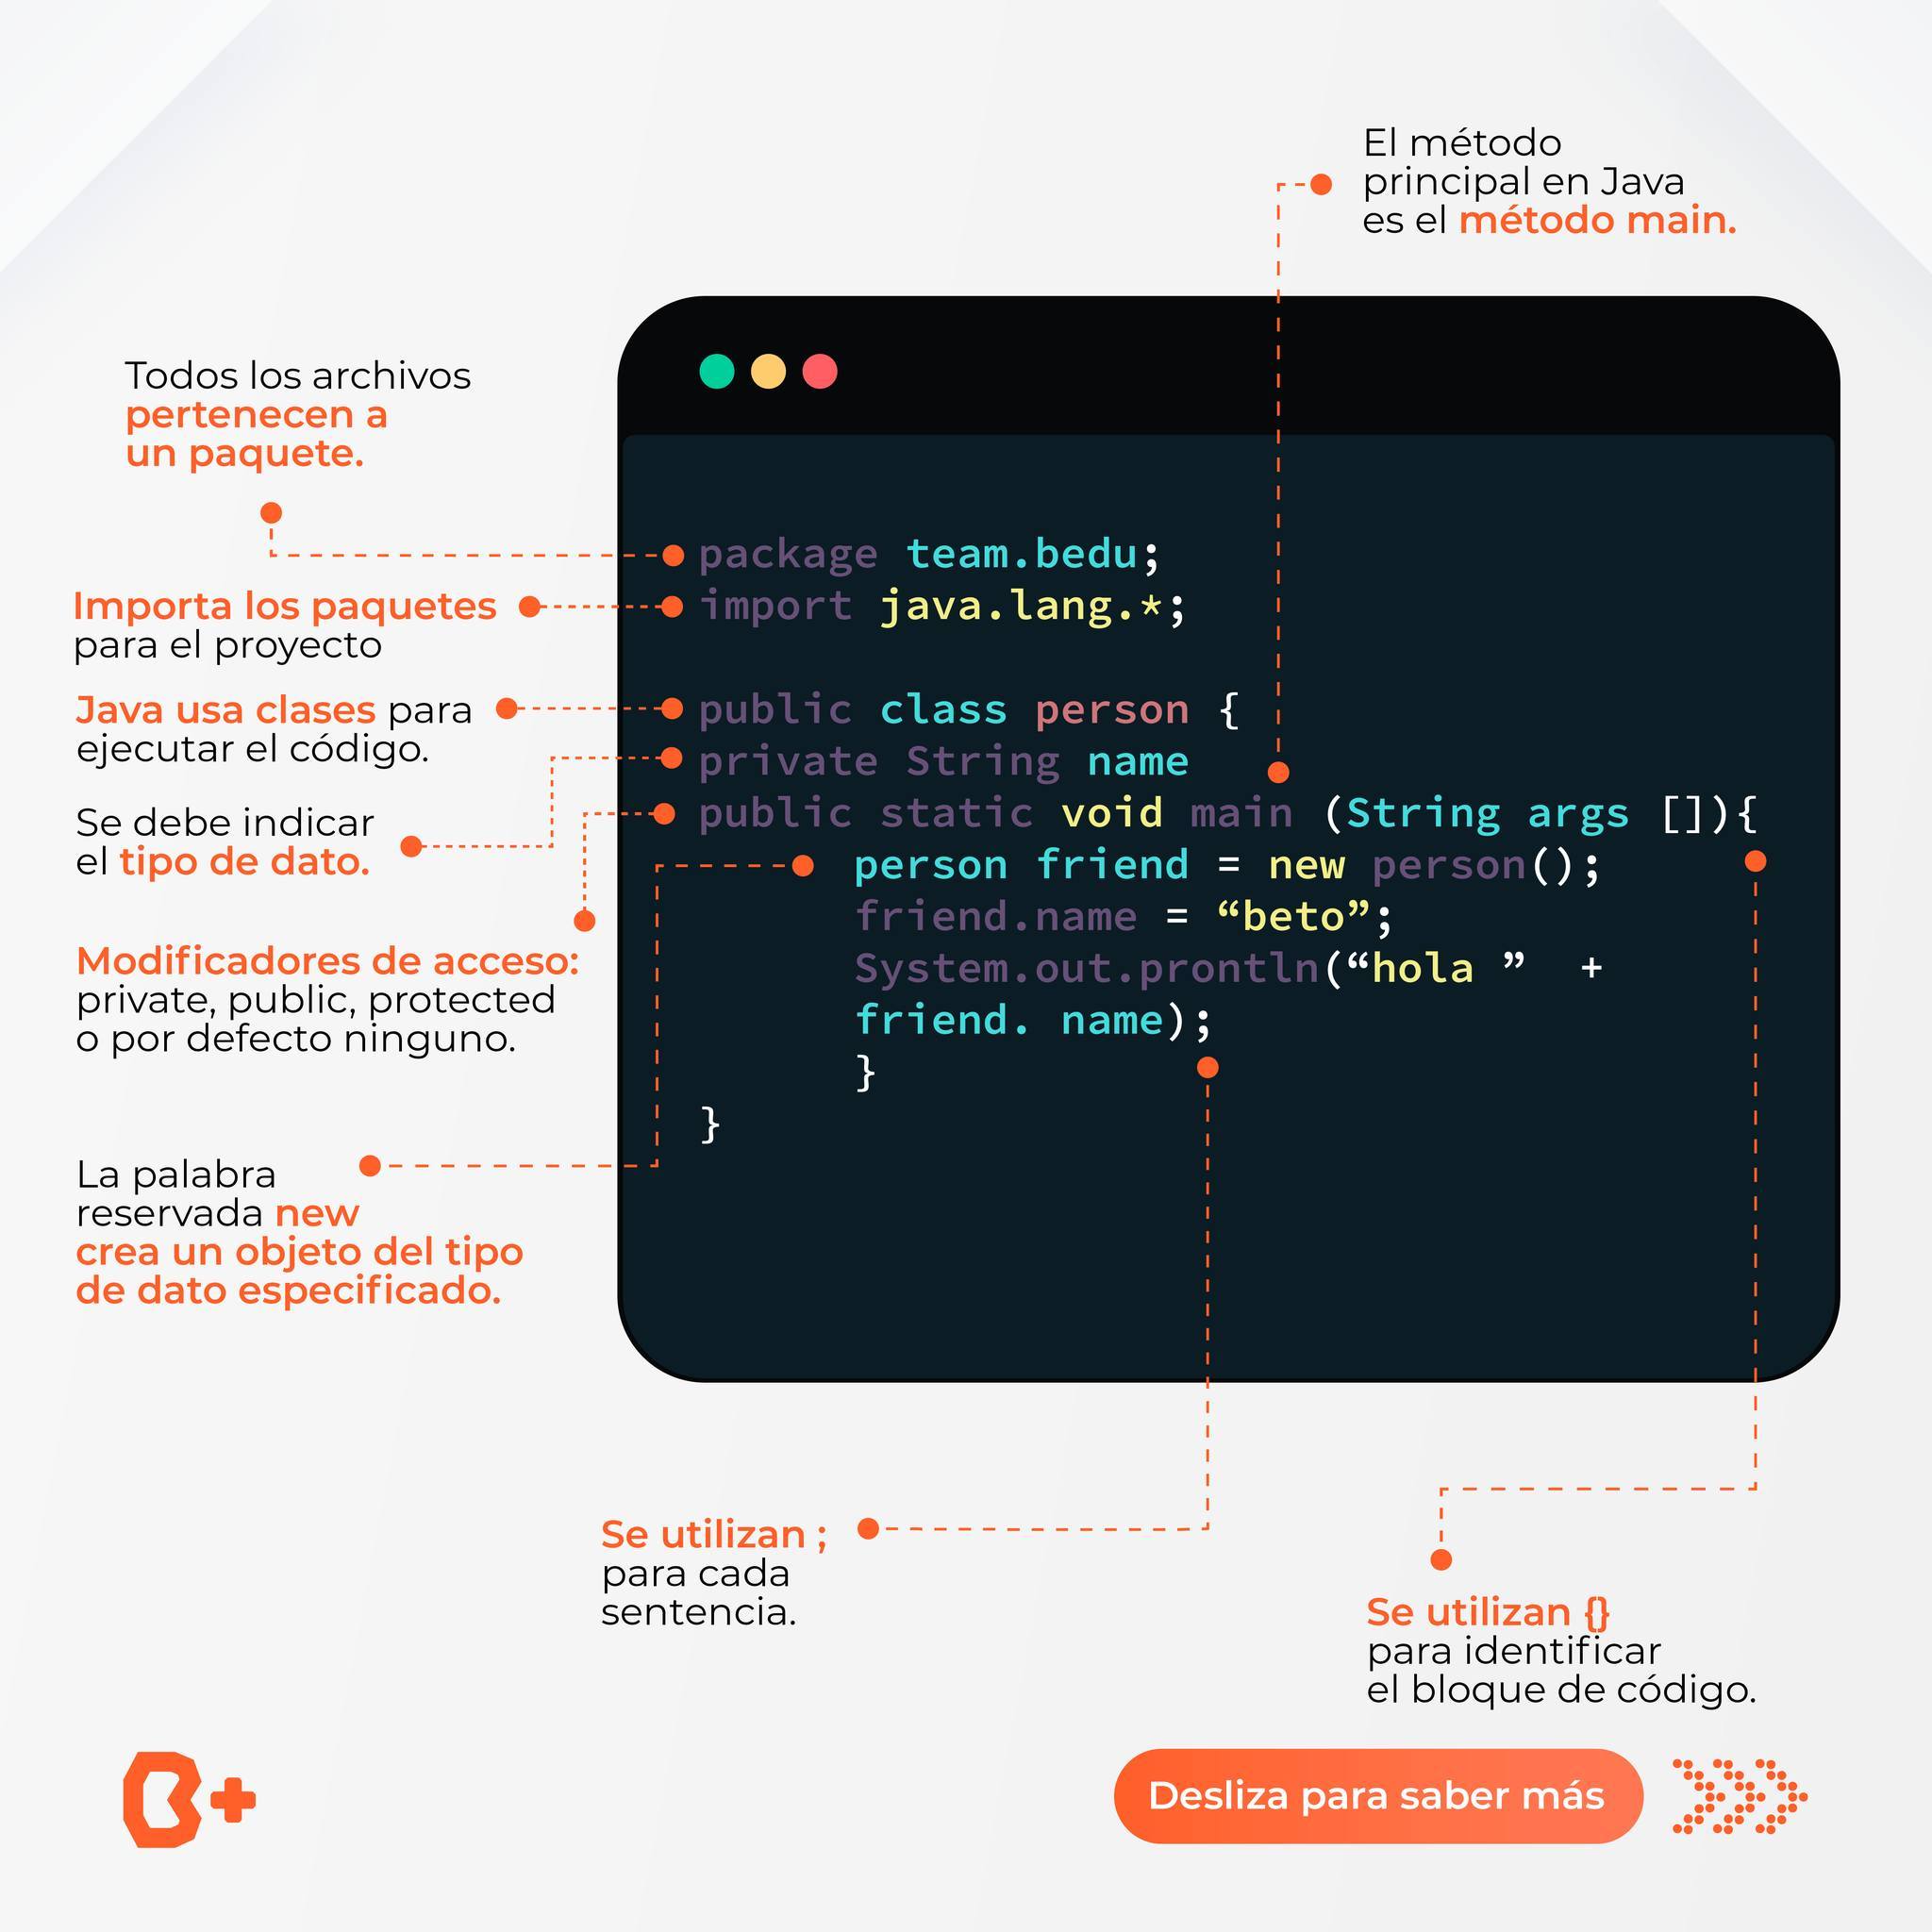 El método
principal en Java
es el método main.
Todos los archivos
pertenecen a
un paquete.
Importa los paquetes
para el proyecto
Java usa clases para
ejecutar el código.
Se debe indicar
el tipo de dato.
Modificadores de acceso:
private, public, protected
o por defecto ninguno.
La palabra
reservada new
crea un objeto del tipo
de dato especificado.
package team.bedu;
import java.lang.*;
public class person {
private String name
public static void main (String args []){
person friend = new person();
friend.name = “beto”;
System.out.prontln(“hola ” +
friend. name);
}
}
Se utilizan ;
para cada
sentencia.
Se utilizan {}
para identificar
el bloque de código.
B+
Desliza para saber más